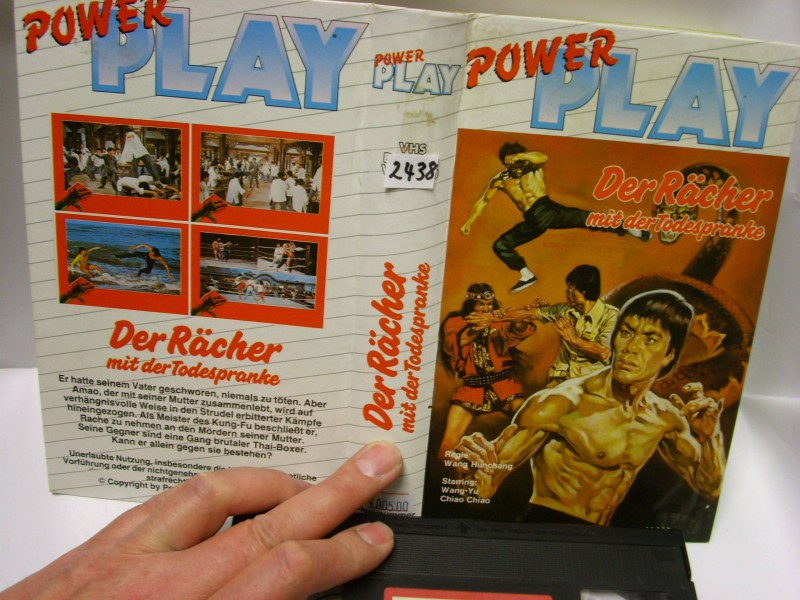 POWER
PLAY
Der Rächer
mit der Todespranke
Er hatte seinem Vater geschworen, niemals zu töten. Aber
Amao, der mit seiner Mutter zusammenlebt, wird auf
verhängnisvolle Weise in den Strudel erbitterter Kämpfe
hineingezogen. Als Meister des Kung-Fu beschließt er,
Rache zu nehmen an den Mördern seiner Mutter.
Seine Gegner sind eine Gang brutaler Thai-Boxer.
Kann er allein gegen sie bestehen?
Unerlaubte Nutzung, insbesondere die
Vorführung oder der
© Copyright by
POWER
PLAY
VHS
2438
Der Rächer
mit der Todespranke
POWER
PLAY
Der Rächer
mit der Todespranke
Regie:
Wang Hunchang
Starring:
Wang-Yu
Chiao Chiao